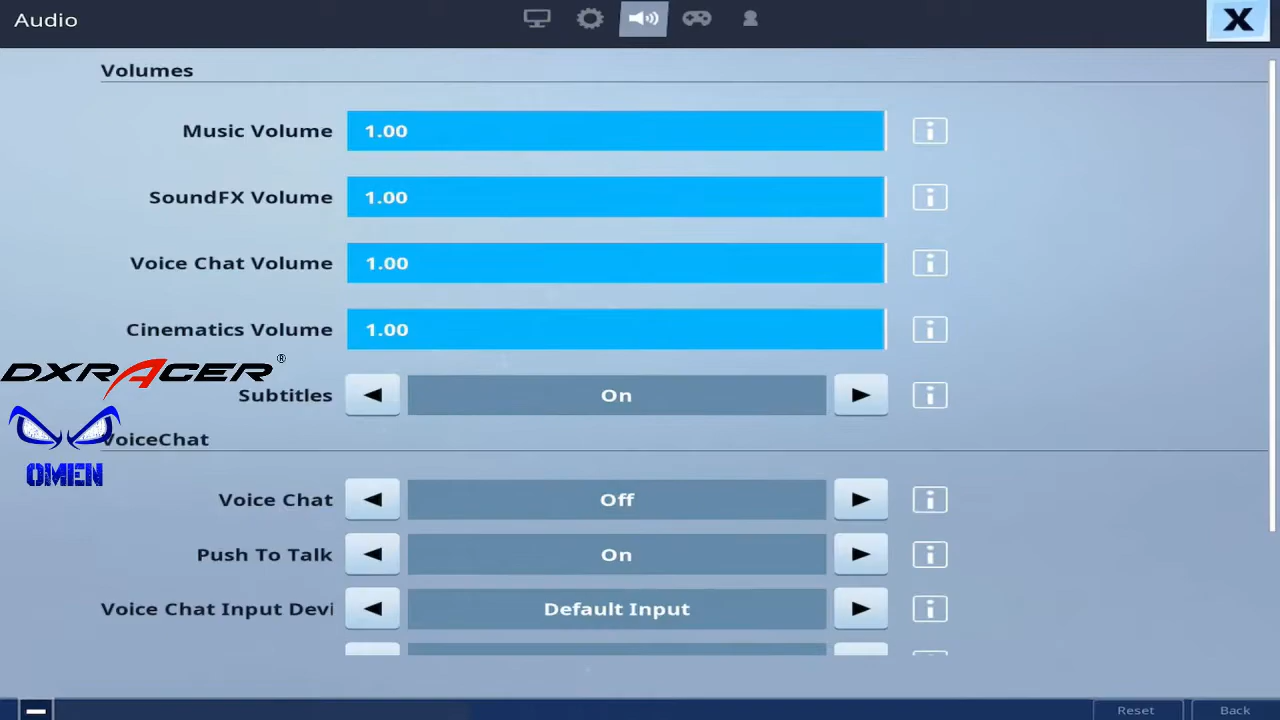 Audio
Volumes
Music Volume 1.00
SoundFX Volume 1.00
Voice Chat Volume 1.00
Cinematics Volume 1.00
DXRACER®
Subtitles On
VoiceChat
OMEN
Voice Chat Off
Push To Talk On
Voice Chat Input Devi Default Input
Reset Back